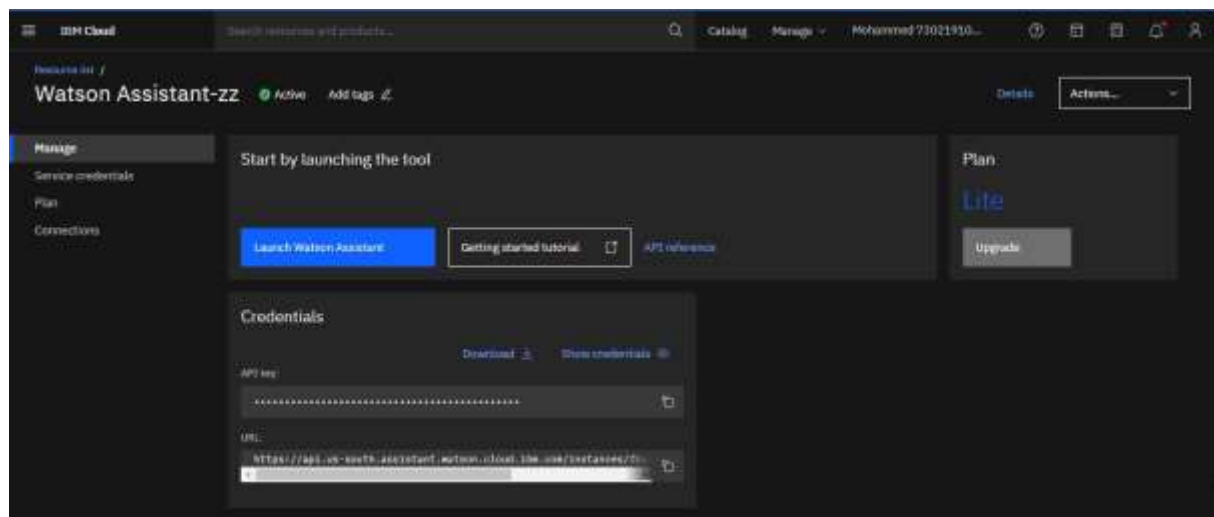 IBM Cloud
Search resources and products...
Catalog
Manage
Mohammed 73021910...
Resource list /
Watson Assistant-zz
Active
Add tags
Details
Actions...
Manage
Service credentials
Plan
Connections
Start by launching the tool
Launch Watson Assistant
Getting started tutorial
API reference
Plan
Lite
Upgrade
Credentials
Download
Show credentials
API key:
••••••••••••••••••••••••••••••••••••••••••••
URL:
https://api.us-south.assistant.watson.cloud.ibm.com/instances/